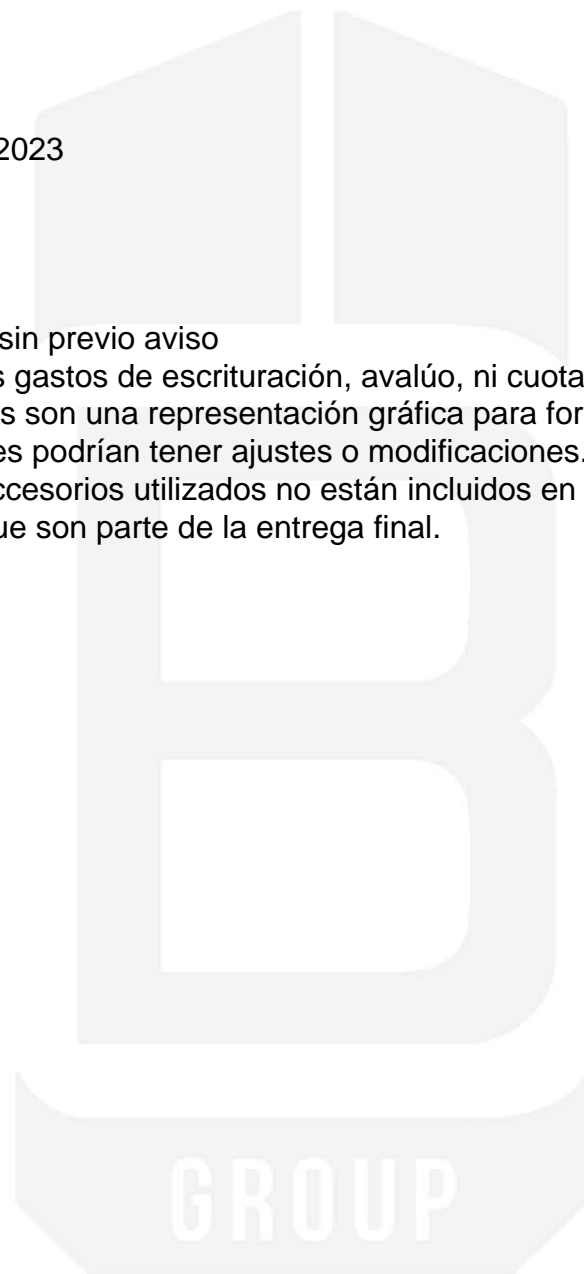 2023
sin previo aviso
s gastos de escrituración, avalúo, ni cuota
s son una representación gráfica para for
es podrían tener ajustes o modificaciones.
ccesorios utilizados no están incluidos en
ue son parte de la entrega final.
B
GROUP